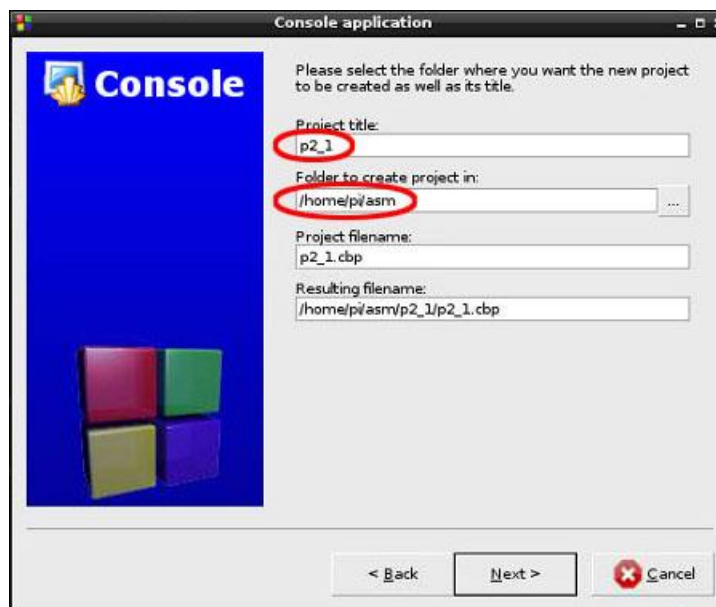 Console application
Console
Please select the folder where you want the new project
to be created as well as its title.
Project title:
p2_1
Folder to create project in:
/home/pi/asm
...
Project filename:
p2_1.cbp
Resulting filename:
/home/pi/asm/p2_1/p2_1.cbp
< Back
Next >
Cancel